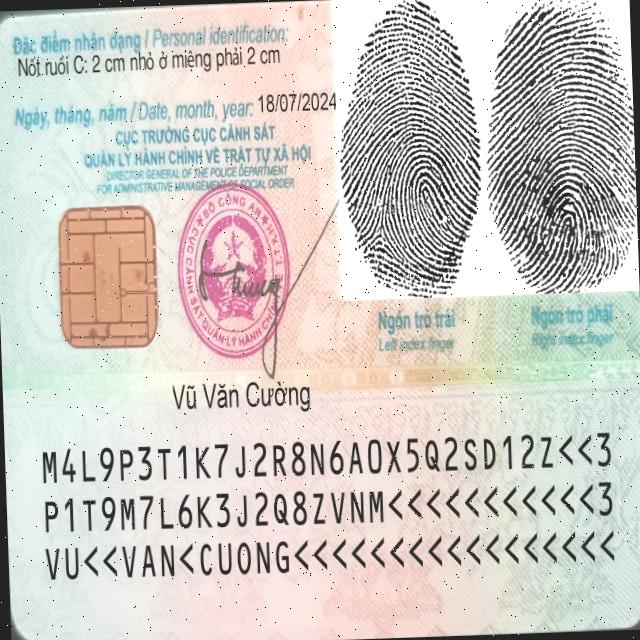 Đặc điểm nhân dạng / Personal identification:
Nốt ruồi C: 2 cm nhỏ ở miệng phải 2 cm
Ngày, tháng, năm / Date, month, year: 18/07/2024
CỤC TRƯỞNG CỤC CẢNH SÁT
QUẢN LÝ HÀNH CHÍNH VỀ TRẬT TỰ XÃ HỘI
DIRECTOR GENERAL OF THE POLICE DEPARTMENT
FOR ADMINISTRATIVE MANAGEMENT OF SOCIAL ORDER
BỘ CÔNG AN
CỤC CẢNH SÁT QUẢN LÝ HÀNH CHÍNH
Ngón trỏ trái
Left index finger
Ngón trỏ phải
Right index finger
Vũ Văn Cường
M4L9P3T1K7J2R8N6AOX5Q2SD12Z<<3
P1T9M7L6K3J2Q8ZVNM<<<<<<<<<<<3
VU<<VAN<CUONG<<<<<<<<<<<<<<<<<